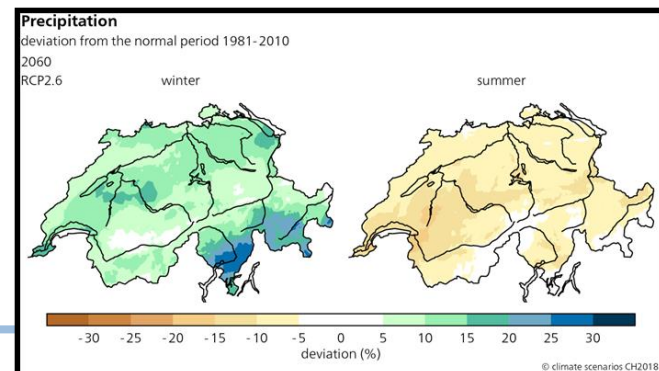 Precipitation
deviation from the normal period 1981-2010
2060
RCP2.6
winter
summer
-30 -25 -20 -15 -10 -5 0 5 10 15 20 25 30
deviation (%)
© climate scenarios CH2018